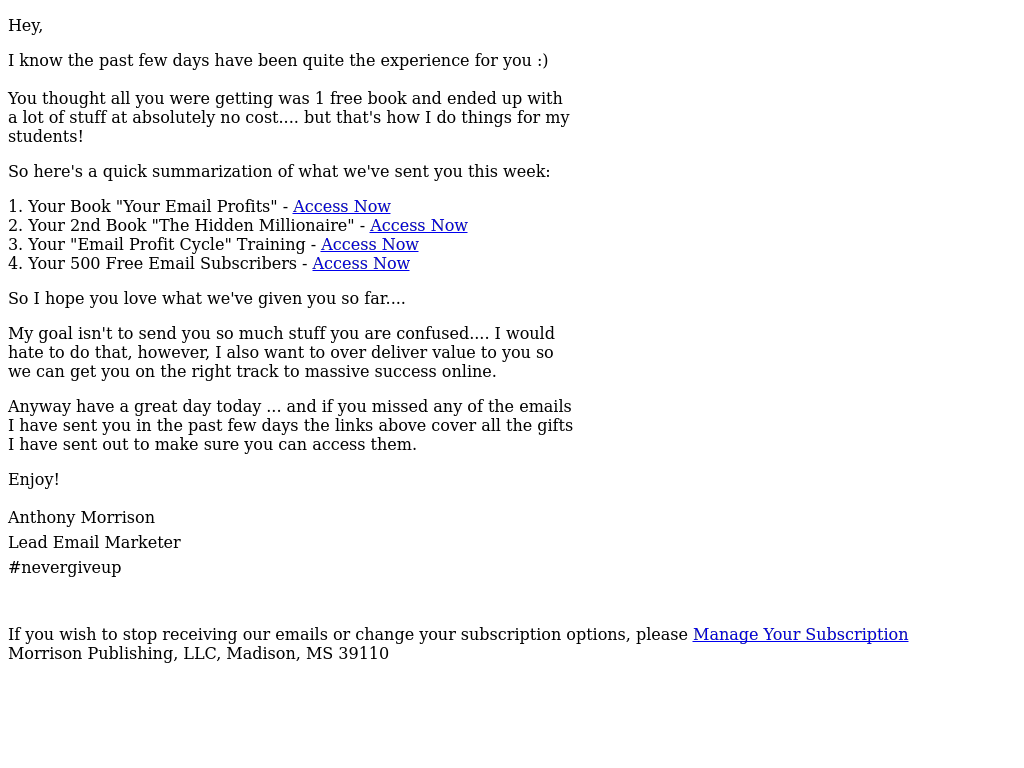 Hey,
I know the past few days have been quite the experience for you :)
You thought all you were getting was 1 free book and ended up with
a lot of stuff at absolutely no cost.... but that's how I do things for my
students!
So here's a quick summarization of what we've sent you this week:
1. Your Book "Your Email Profits" - Access Now
2. Your 2nd Book "The Hidden Millionaire" - Access Now
3. Your "Email Profit Cycle" Training - Access Now
4. Your 500 Free Email Subscribers - Access Now
So I hope you love what we've given you so far....
My goal isn't to send you so much stuff you are confused.... I would
hate to do that, however, I also want to over deliver value to you so
we can get you on the right track to massive success online.
Anyway have a great day today ... and if you missed any of the emails
I have sent you in the past few days the links above cover all the gifts
I have sent out to make sure you can access them.
Enjoy!
Anthony Morrison
Lead Email Marketer
#nevergiveup
If you wish to stop receiving our emails or change your subscription options, please Manage Your Subscription
Morrison Publishing, LLC, Madison, MS 39110